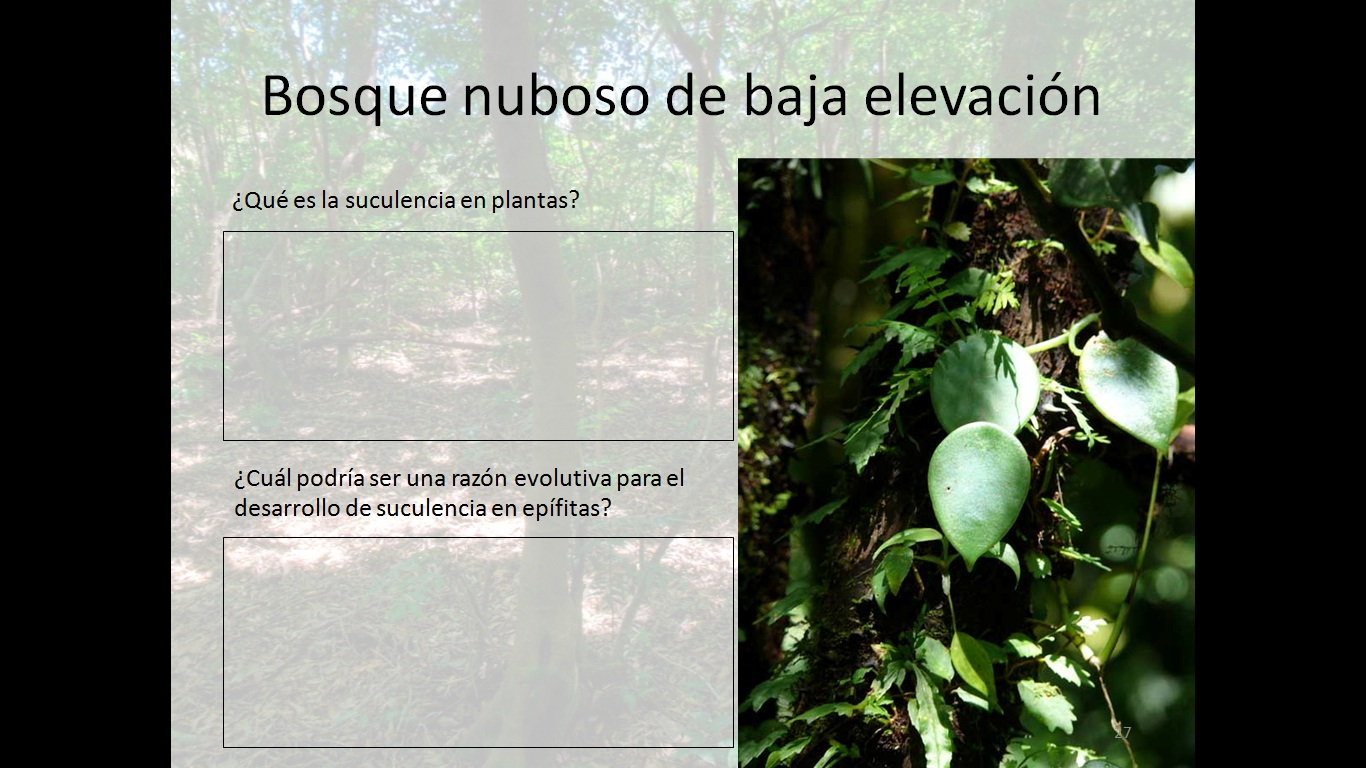 Bosque nuboso de baja elevación
¿Qué es la suculencia en plantas?
¿Cuál podría ser una razón evolutiva para el
desarrollo de suculencia en epífitas?
27